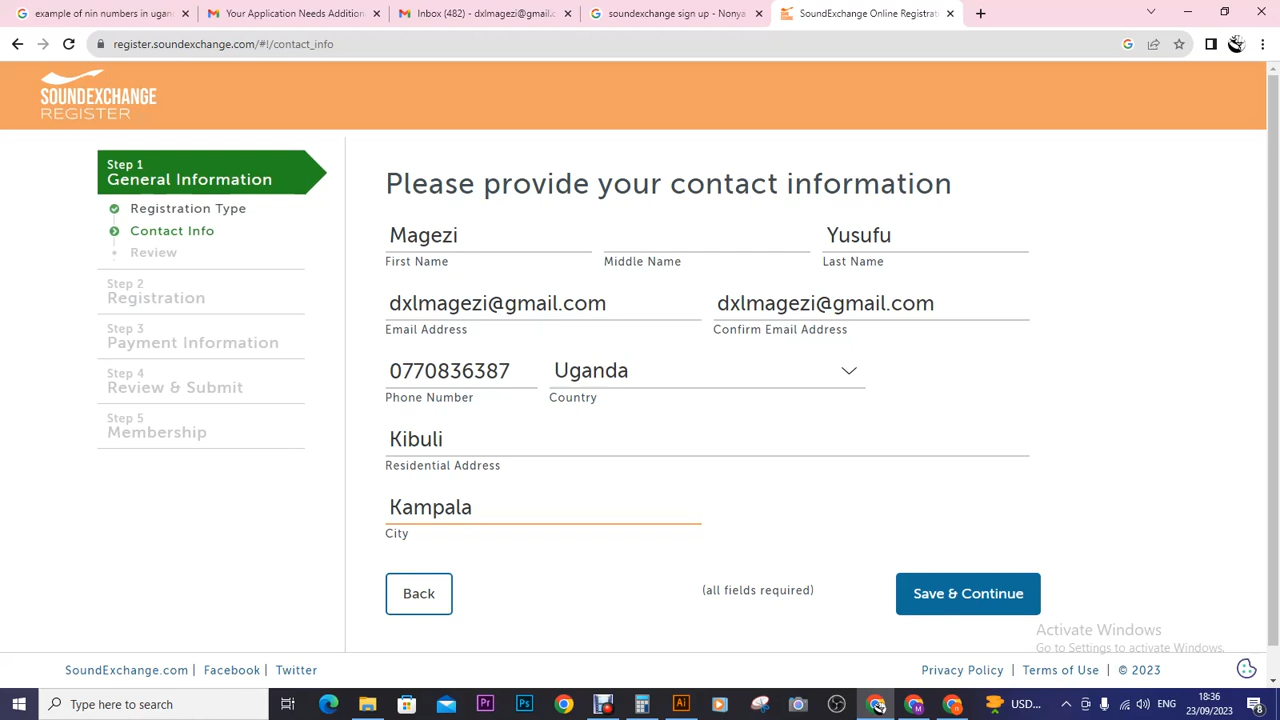 example of nin numbers in ugan
Your Application Needs Addition
Inbox (482) - dxlmagezi@gmail.c
soundexchange sign up - Nonya
SoundExchange Online Registrat
register.soundexchange.com/#!/contact_info
SOUNDEXCHANGE
REGISTER
Step 1
General Information
Registration Type
Contact Info
Review
Step 2
Registration
Step 3
Payment Information
Step 4
Review & Submit
Step 5
Membership
Please provide your contact information
Magezi
Yusufu
First Name
Middle Name
Last Name
dxlmagezi@gmail.com
dxlmagezi@gmail.com
Email Address
Confirm Email Address
0770836387
Uganda
Phone Number
Country
Kibuli
Residential Address
Kampala
City
Back
(all fields required)
Save & Continue
Activate Windows
Go to Settings to activate Windows.
SoundExchange.com | Facebook | Twitter
Privacy Policy | Terms of Use | © 2023
Type here to search
USD...
ENG
18:36
23/09/2023
8